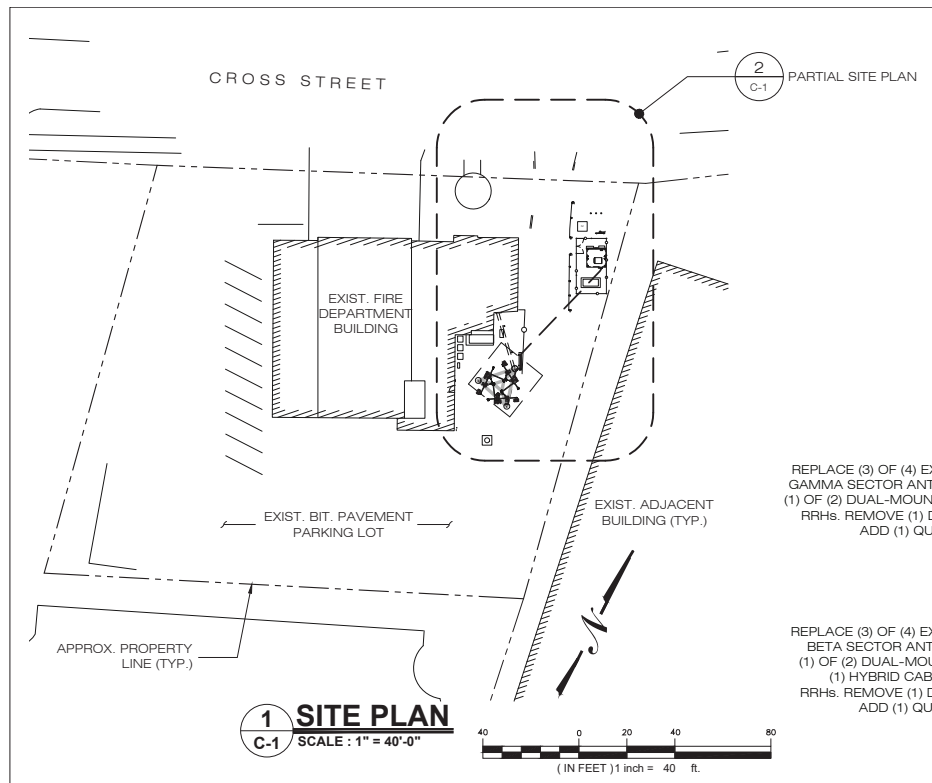 CROSS STREET
2
C-1
PARTIAL SITE PLAN
EXIST. FIRE
DEPARTMENT
BUILDING
EXIST. BIT. PAVEMENT
PARKING LOT
EXIST. ADJACENT
BUILDING (TYP.)
REPLACE (3) OF (4) EX
GAMMA SECTOR ANT
(1) OF (2) DUAL-MOUN
RRHs. REMOVE (1) D
ADD (1) QU
APPROX. PROPERTY
LINE (TYP.)
N
REPLACE (3) OF (4) EX
BETA SECTOR ANT
(1) OF (2) DUAL-MOU
(1) HYBRID CAB
RRHs. REMOVE (1) D
ADD (1) QU
1
C-1
SITE PLAN
SCALE : 1" = 40'-0"
40 0 20 40 80
( IN FEET ) 1 inch = 40 ft.